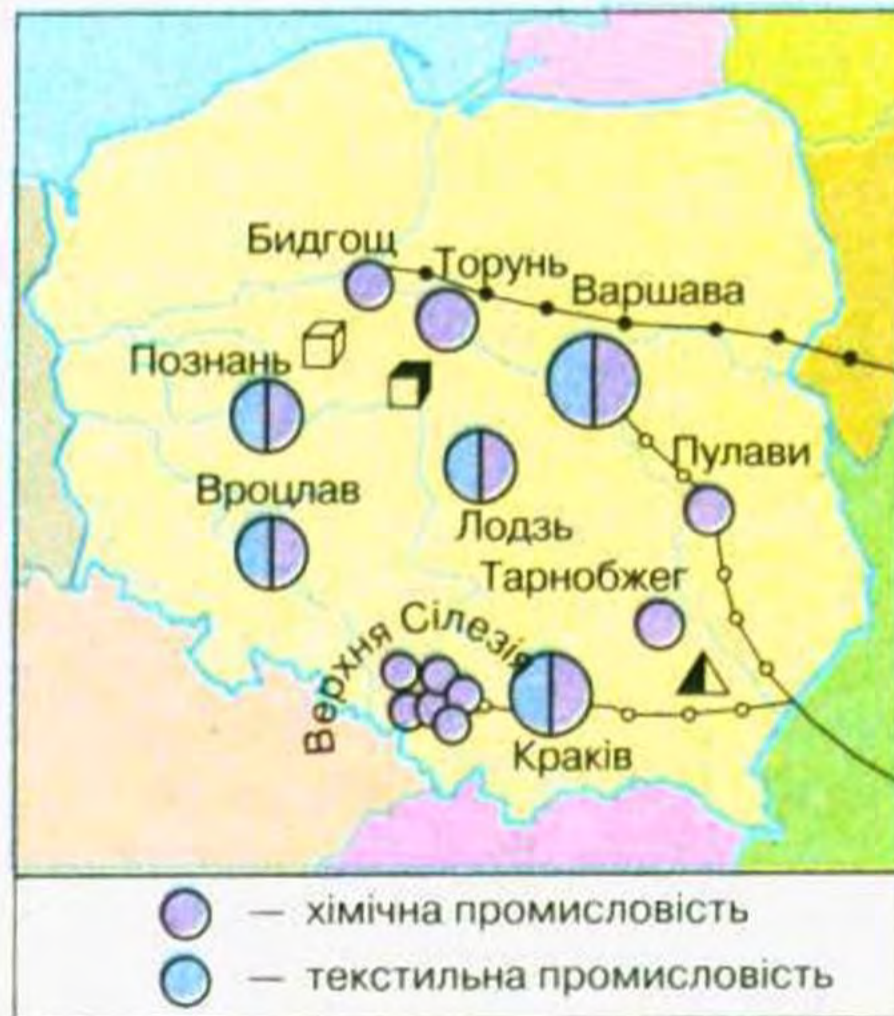 Бидгощ
Торунь
Варшава
Познань
Пулави
Вроцлав
Лодзь
Тарнобжег
Верхня Сілезія
Краків
— хімічна промисловість
— текстильна промисловість